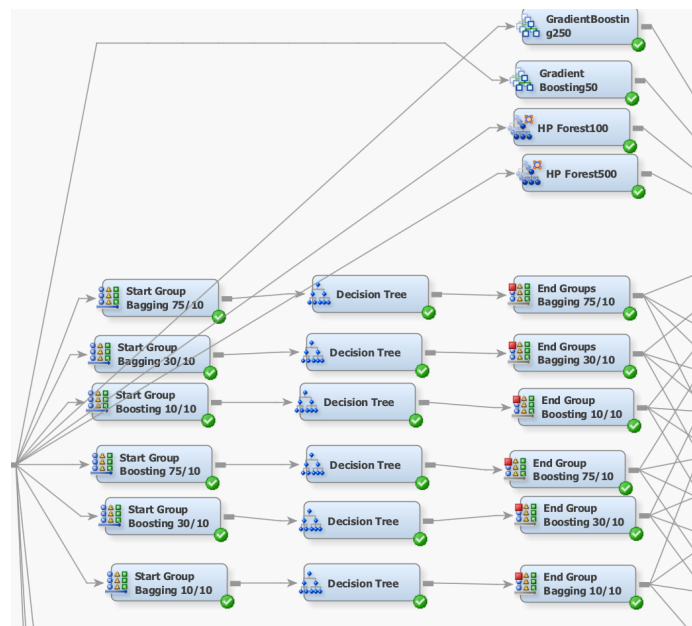 GradientBoostin
g250
Gradient
Boosting50
HP Forest100
HP Forest500
Start Group
Bagging 75/10
Decision Tree
End Groups
Bagging 75/10
Start Group
Bagging 30/10
Decision Tree
End Groups
Bagging 30/10
Start Group
Boosting 10/10
Decision Tree
End Group
Boosting 10/10
Start Group
Boosting 75/10
Decision Tree
End Group
Boosting 75/10
Start Group
Boosting 30/10
Decision Tree
End Group
Boosting 30/10
Start Group
Bagging 10/10
Decision Tree
End Group
Bagging 10/10